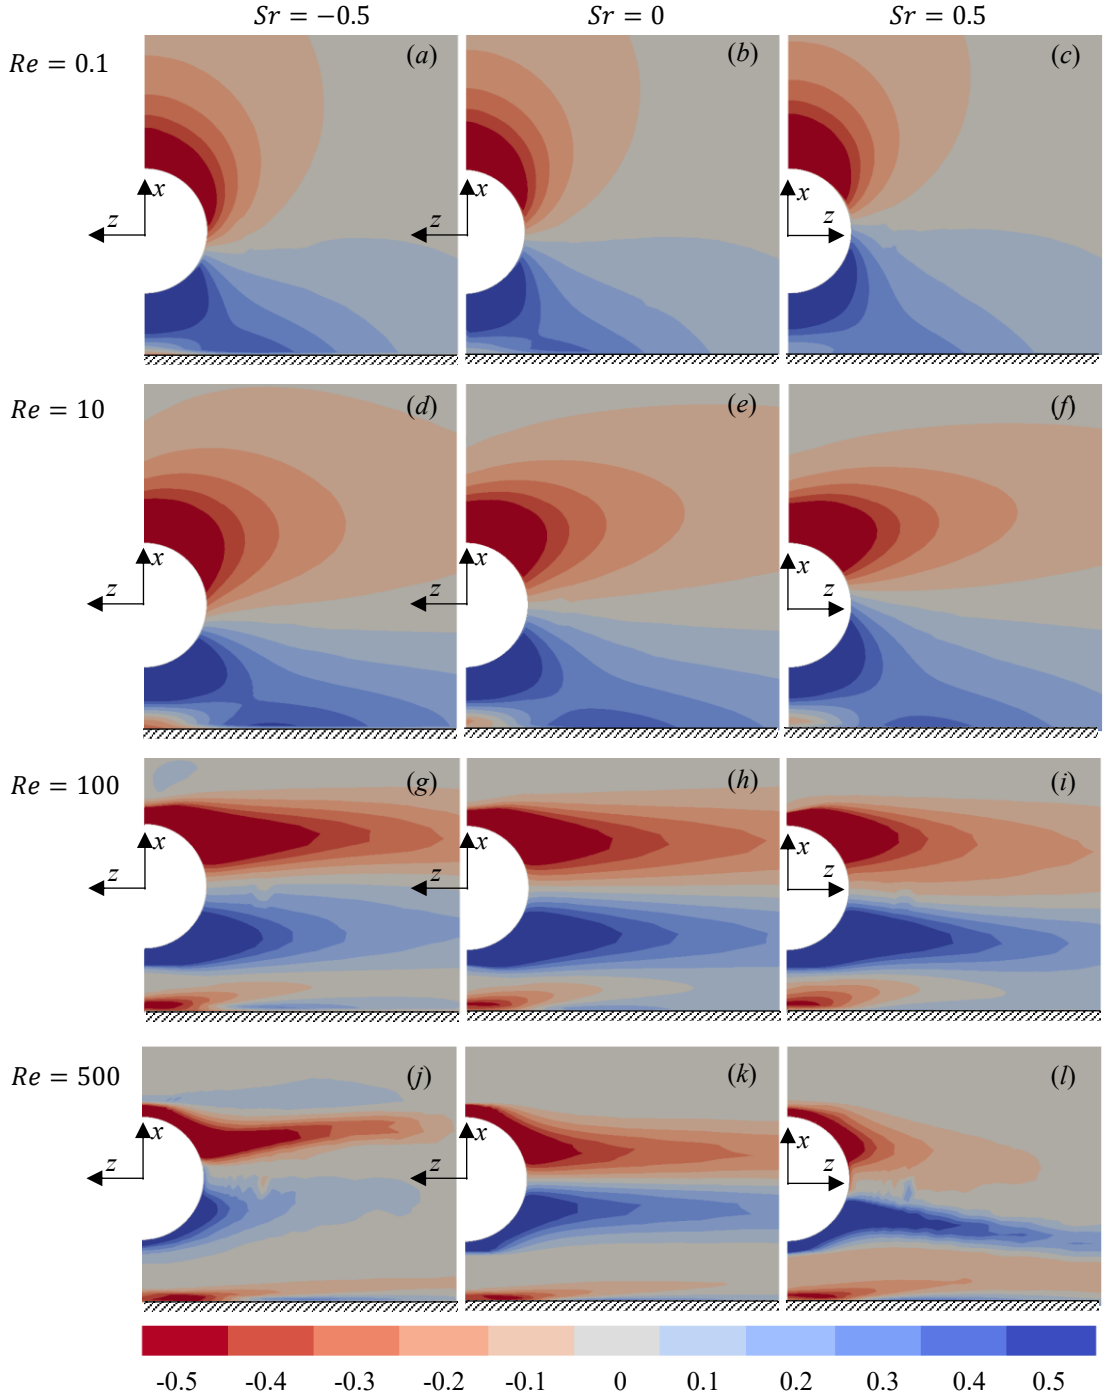 Sr = −0.5 Sr = 0 Sr = 0.5
Re = 0.1 (a) (b) (c)
x x x
z z z
Re = 10 (d) (e) (f)
x x x
z z z
Re = 100 (g) (h) (i)
x x x
z z z
Re = 500 (j) (k) (l)
x x x
z z z
-0.5 -0.4 -0.3 -0.2 -0.1 0 0.1 0.2 0.3 0.4 0.5